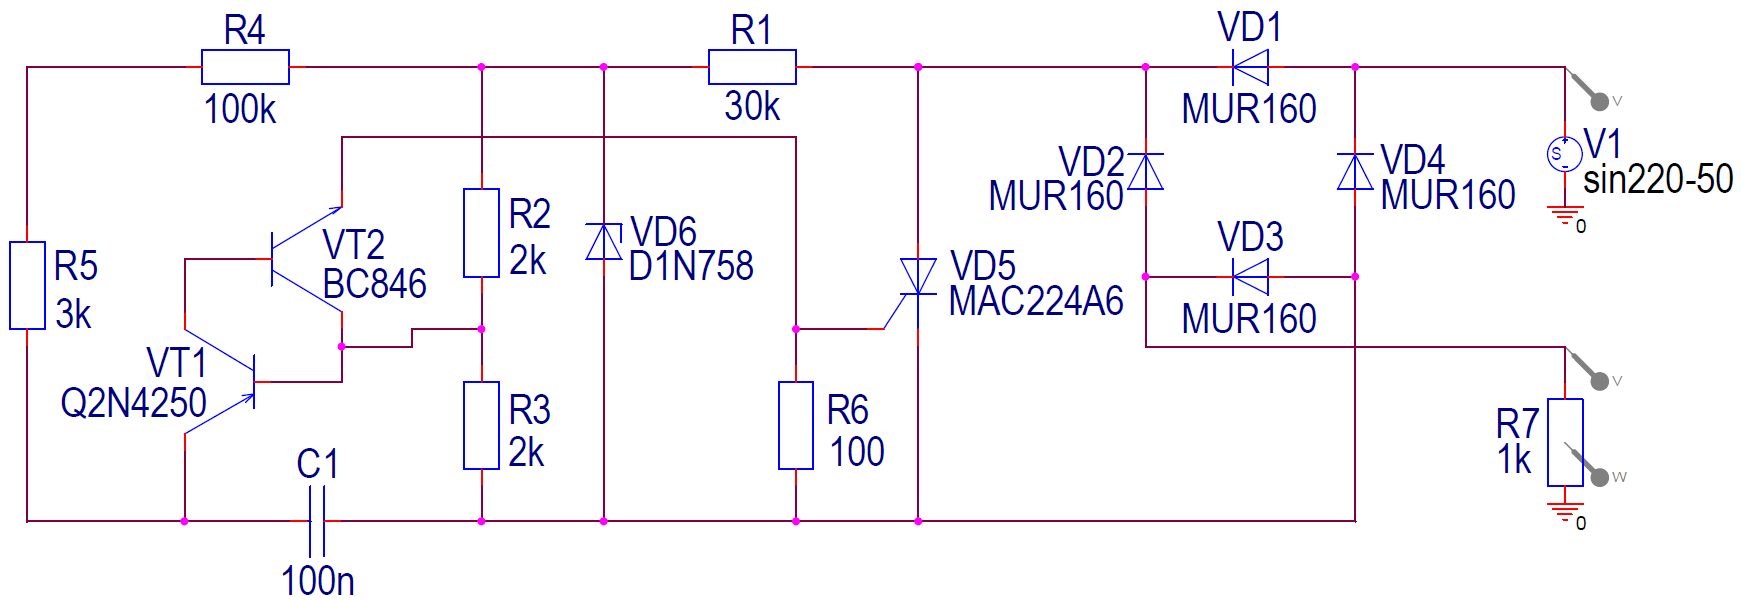 R4
100k
R1
30k
VD1
MUR160
V
V1
sin220-50
S
0
VD2
MUR160
VD4
MUR160
R2
2k
VD6
D1N758
VT2
BC846
R5
3k
VD5
MAC224A6
VD3
MUR160
VT1
Q2N4250
R3
2k
R6
100
V
R7
1k
W
0
C1
100n